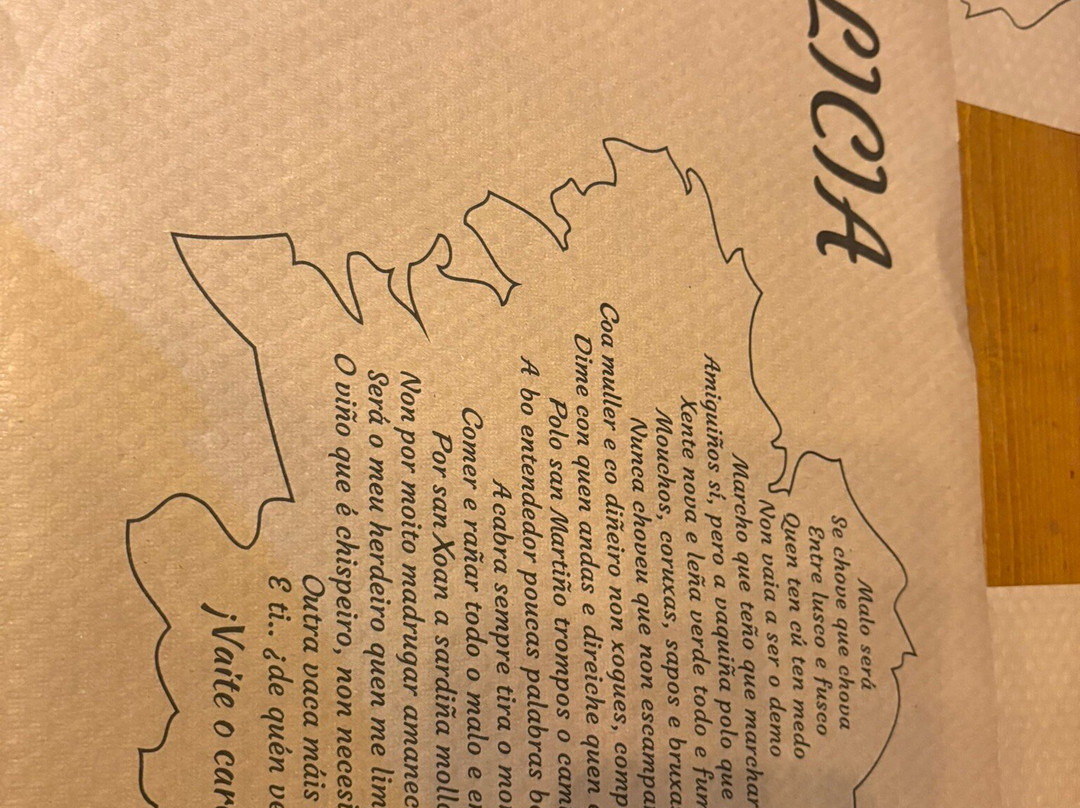 LICIA
Malo será
Se chove que chova
Entre lusco e fusco
Quen ten cú ten medo
Non vaia a ser o demo
Marcho que teño que marchar
Amiguiños sí, pero a vaquiña polo que
Xente nova e leña verde todo e fum
Mouchos, coruxas, sapos e bruxa
Nunca choveu que non escampa
Coa muller e co diñeiro non xogues, comp
Dime con quen andas e direiche quen
Polo san Martiño trompos o cam
A bo entendedor poucas palabras b
A cabra sempre tira o mo
Comer e rañar todo o malo e e
Por san Xoan a sardiña moll
Non por moito madrugar amanec
Será o meu herdeiro quen me lim
O viño que é chispeiro, non necesi
Outra vaca máis
E ti.. ¿de quén v
¡Vaite o car